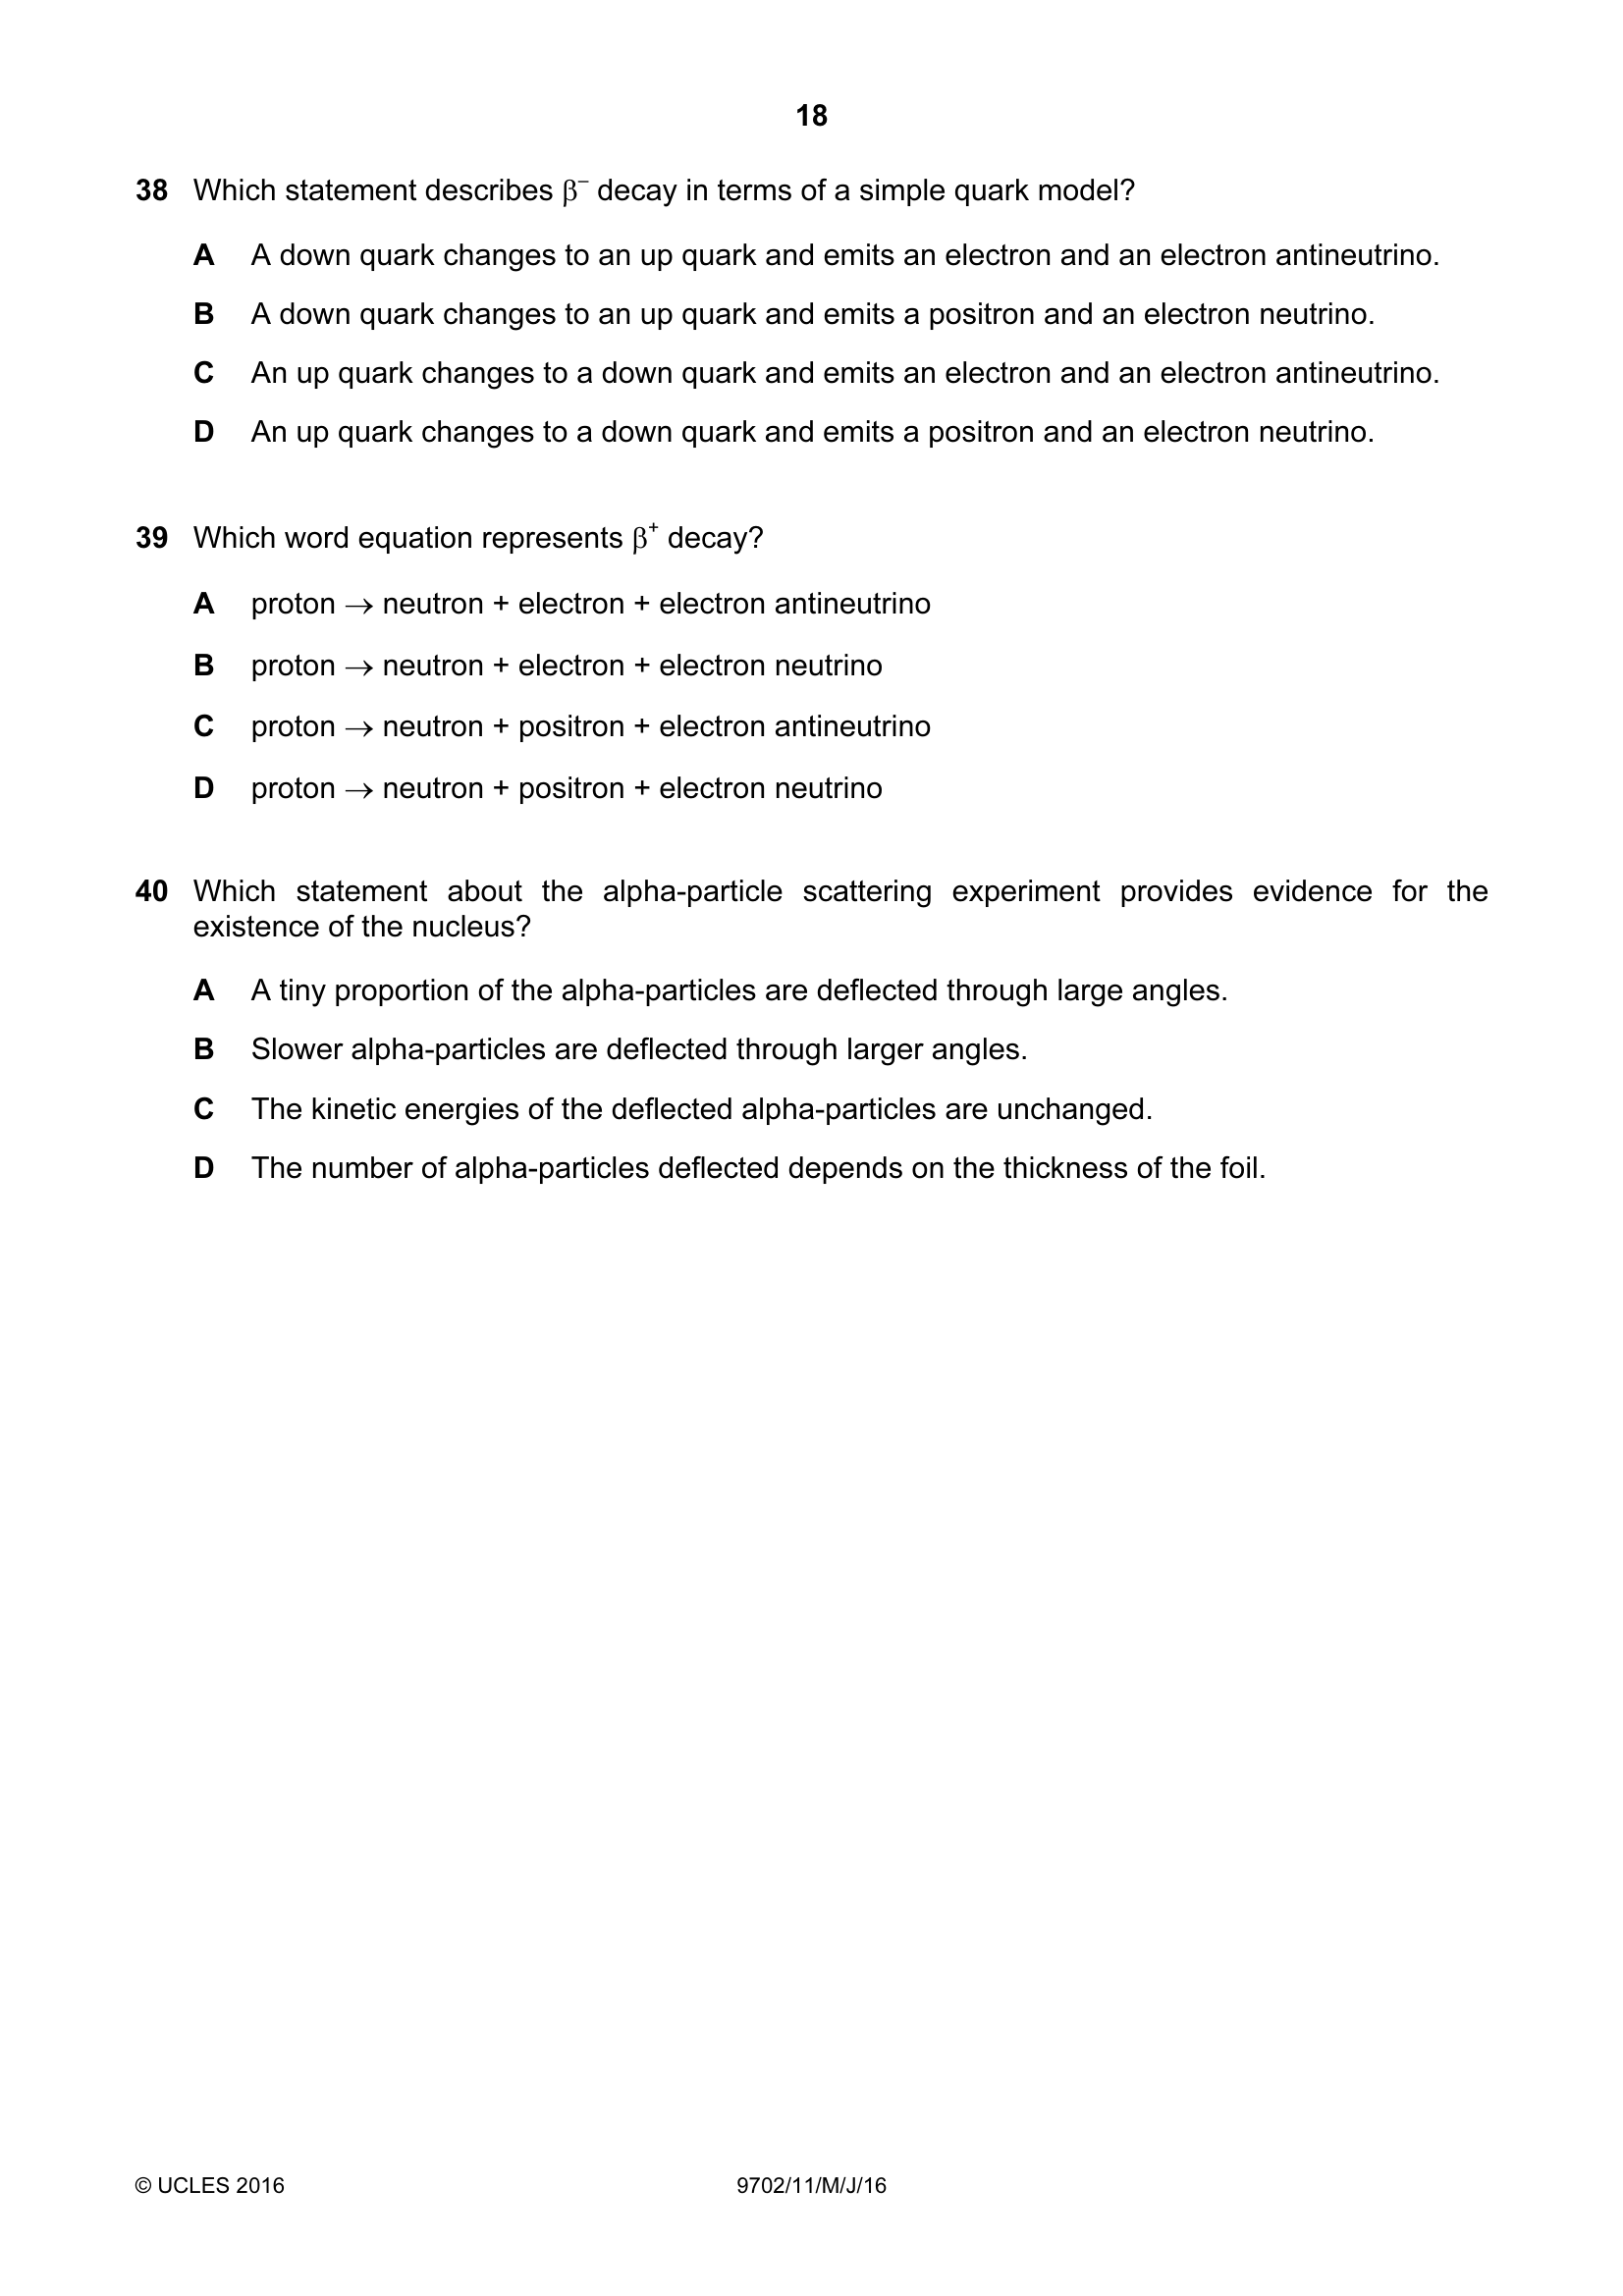 18
38 Which statement describes β⁻ decay in terms of a simple quark model?
A A down quark changes to an up quark and emits an electron and an electron antineutrino.
B A down quark changes to an up quark and emits a positron and an electron neutrino.
C An up quark changes to a down quark and emits an electron and an electron antineutrino.
D An up quark changes to a down quark and emits a positron and an electron neutrino.
39 Which word equation represents β⁺ decay?
A proton → neutron + electron + electron antineutrino
B proton → neutron + electron + electron neutrino
C proton → neutron + positron + electron antineutrino
D proton → neutron + positron + electron neutrino
40 Which statement about the alpha-particle scattering experiment provides evidence for the
existence of the nucleus?
A A tiny proportion of the alpha-particles are deflected through large angles.
B Slower alpha-particles are deflected through larger angles.
C The kinetic energies of the deflected alpha-particles are unchanged.
D The number of alpha-particles deflected depends on the thickness of the foil.
© UCLES 2016 9702/11/M/J/16